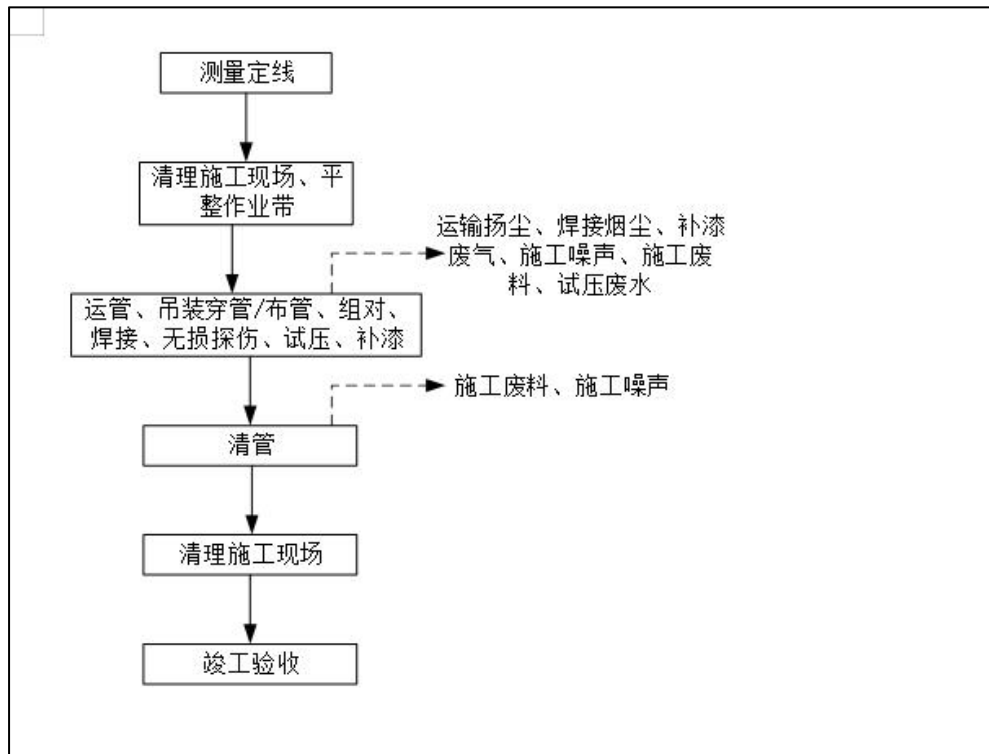 测量定线
清理施工现场、平
整作业带
运输扬尘、焊接烟尘、补漆
废气、施工噪声、施工废
料、试压废水
运管、吊装穿管/布管、组对、
焊接、无损探伤、试压、补漆
施工废料、施工噪声
清管
清理施工现场
竣工验收